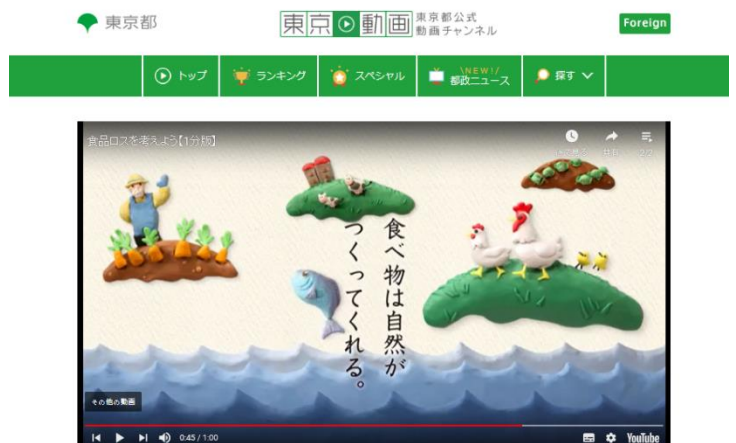 東京都
東京動画
東京都公式
動画チャンネル
Foreign
トップ
ランキング
スペシャル
\NEW!/
都政ニュース
探す
食品ロスを考えよう【1分版】
共有
食べ物は自然が
つくってくれる。
その他の動画
0:45 / 1:00
YouTube